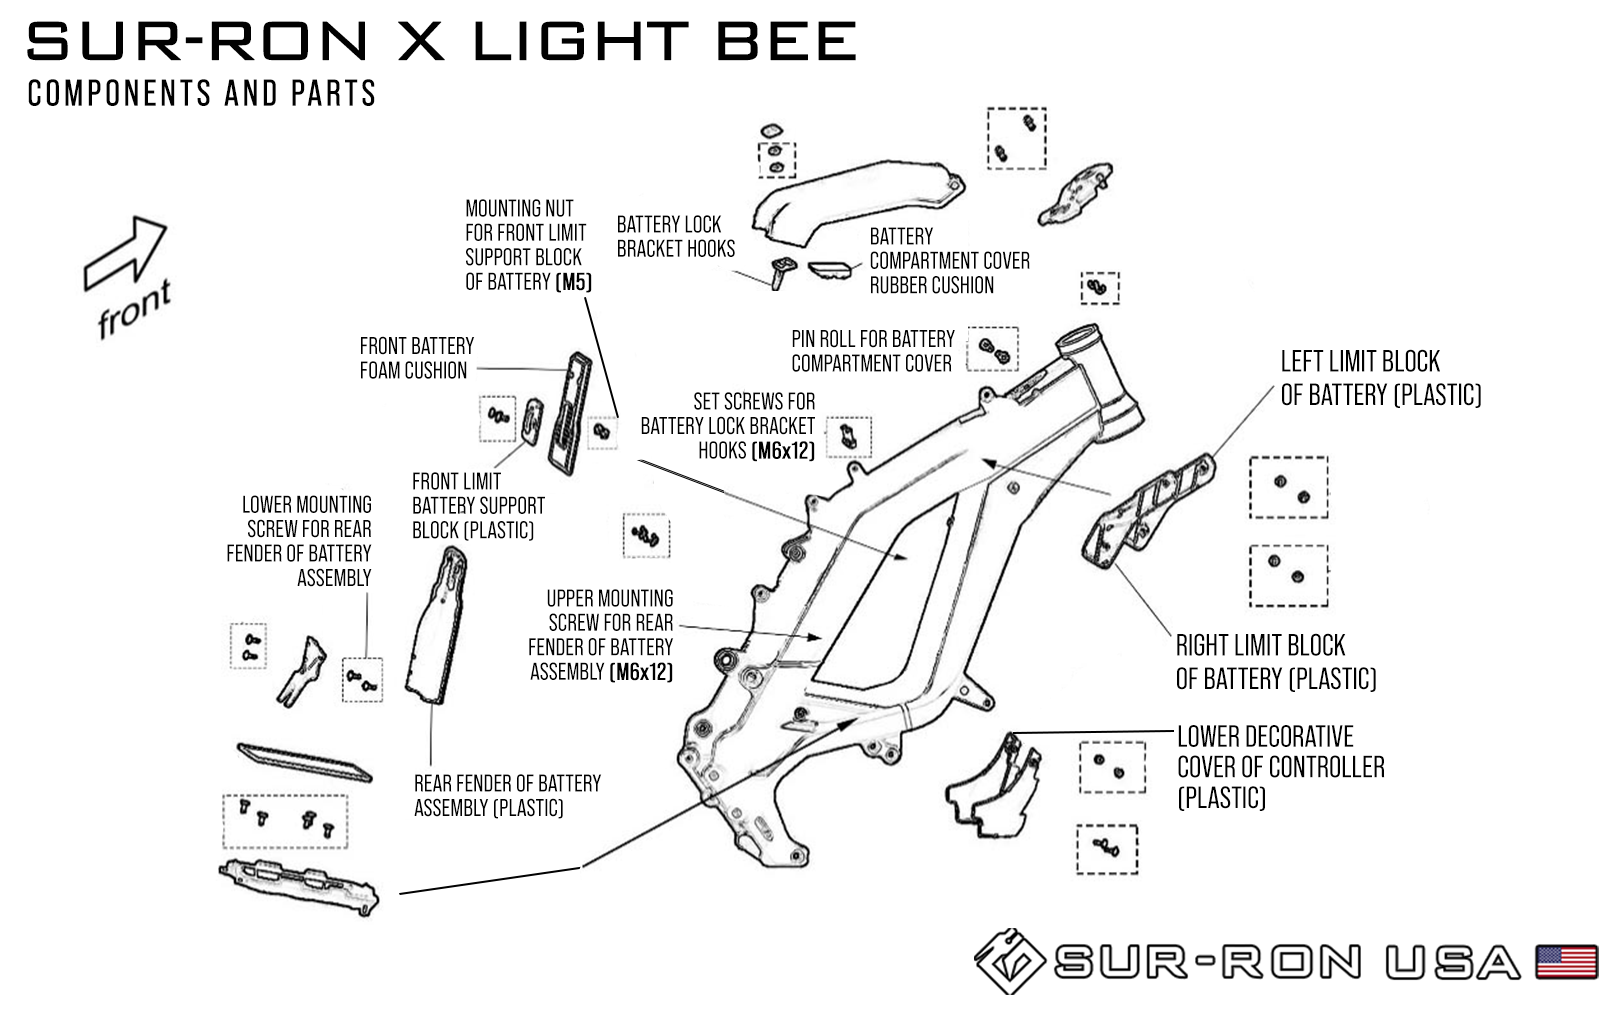 SUR-RON X LIGHT BEE
COMPONENTS AND PARTS
front
MOUNTING NUT
FOR FRONT LIMIT
SUPPORT BLOCK
OF BATTERY (M5)
BATTERY LOCK
BRACKET HOOKS
BATTERY
COMPARTMENT COVER
RUBBER CUSHION
FRONT BATTERY
FOAM CUSHION
PIN ROLL FOR BATTERY
COMPARTMENT COVER
SET SCREWS FOR
BATTERY LOCK BRACKET
HOOKS (M6x12)
LEFT LIMIT BLOCK
OF BATTERY (PLASTIC)
FRONT LIMIT
BATTERY SUPPORT
BLOCK (PLASTIC)
LOWER MOUNTING
SCREW FOR REAR
FENDER OF BATTERY
ASSEMBLY
UPPER MOUNTING
SCREW FOR REAR
FENDER OF BATTERY
ASSEMBLY (M6x12)
RIGHT LIMIT BLOCK
OF BATTERY (PLASTIC)
REAR FENDER OF BATTERY
ASSEMBLY (PLASTIC)
LOWER DECORATIVE
COVER OF CONTROLLER
(PLASTIC)
SUR-RON USA